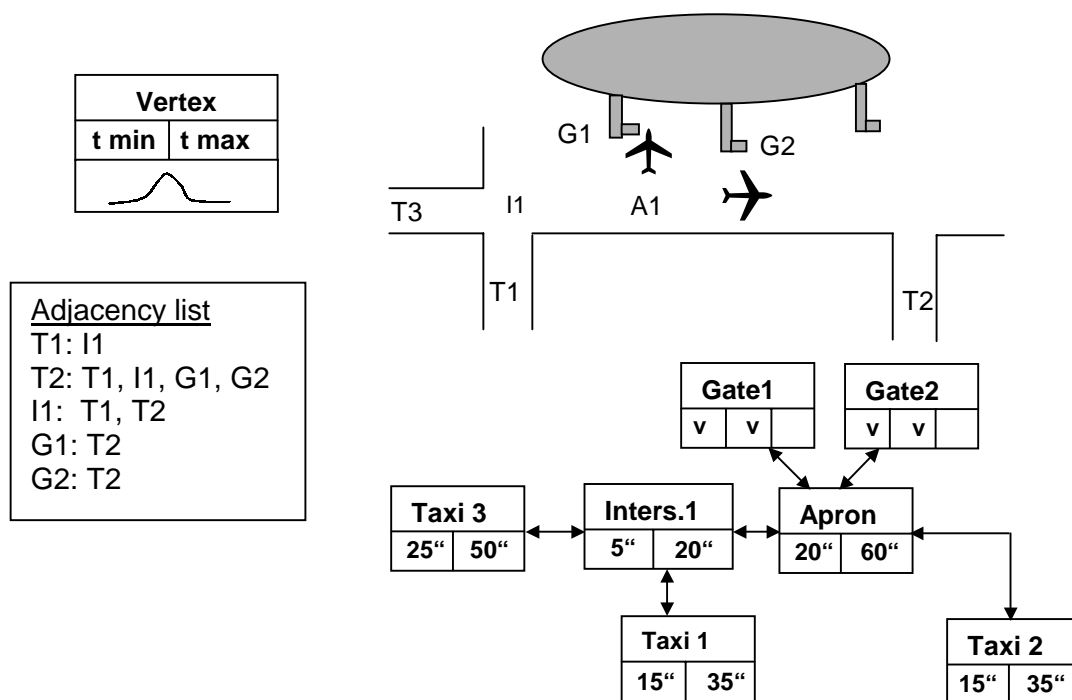 Vertex
t min t max
Adjacency list
T1: I1
T2: T1, I1, G1, G2
I1: T1, T2
G1: T2
G2: T2
G1
G2
T3
I1
A1
T1
T2
Gate1
v v
Gate2
v v
Taxi 3
25“ 50“
Inters.1
5“ 20“
Apron
20“ 60“
Taxi 1
15“ 35“
Taxi 2
15“ 35“